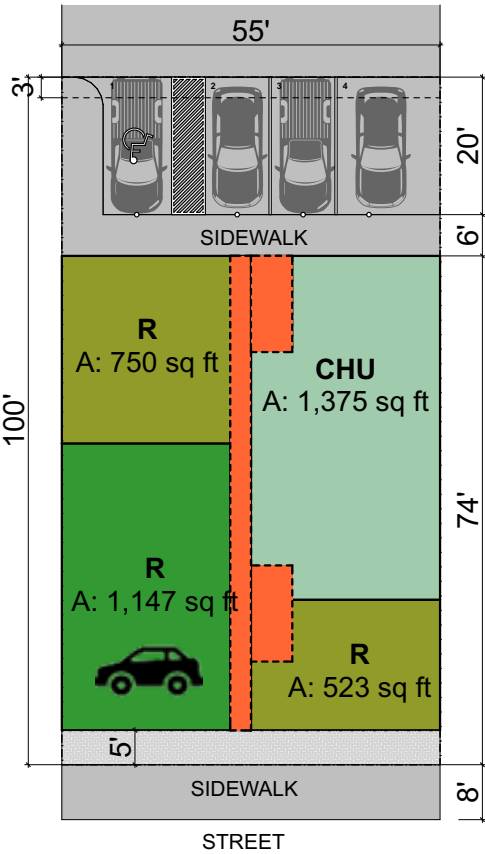 55'
3'
1
2
3
4
20'
SIDEWALK
6'
R
A: 750 sq ft
CHU
A: 1,375 sq ft
100'
74'
R
A: 1,147 sq ft
R
A: 523 sq ft
5'
SIDEWALK
8'
STREET